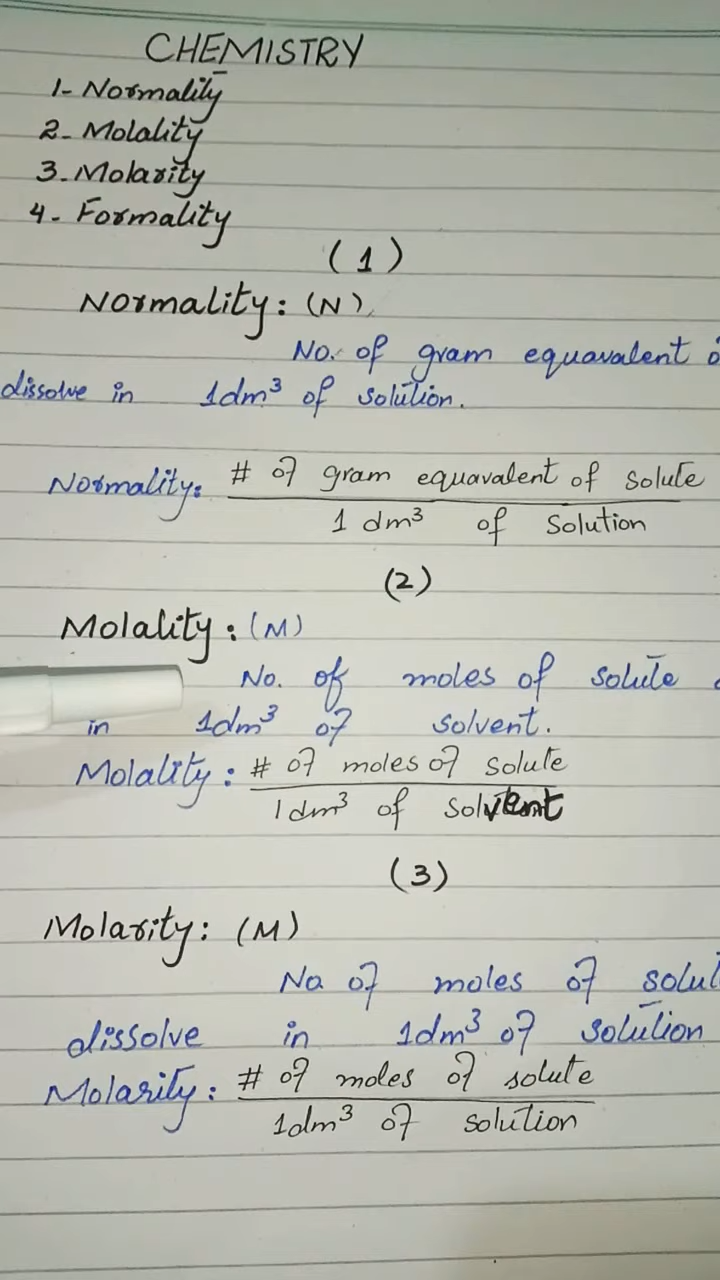 CHEMISTRY
1- Normality
2- Molality
3- Molarity
4- Formality
(1)
Normality: (N)
No. of gram equavalent
dissolve in 1dm³ of solution.
Normality: # of gram equavalent of solute
1 dm³ of Solution
(2)
Molality: (M)
No. of moles of solute
in 1dm³ of solvent.
Molality: # of moles of solute
1dm³ of solvent
(3)
Molarity: (M)
No of moles of solut
dissolve in 1dm³ of solution
Molarity: # of moles of solute
1dm³ of solution